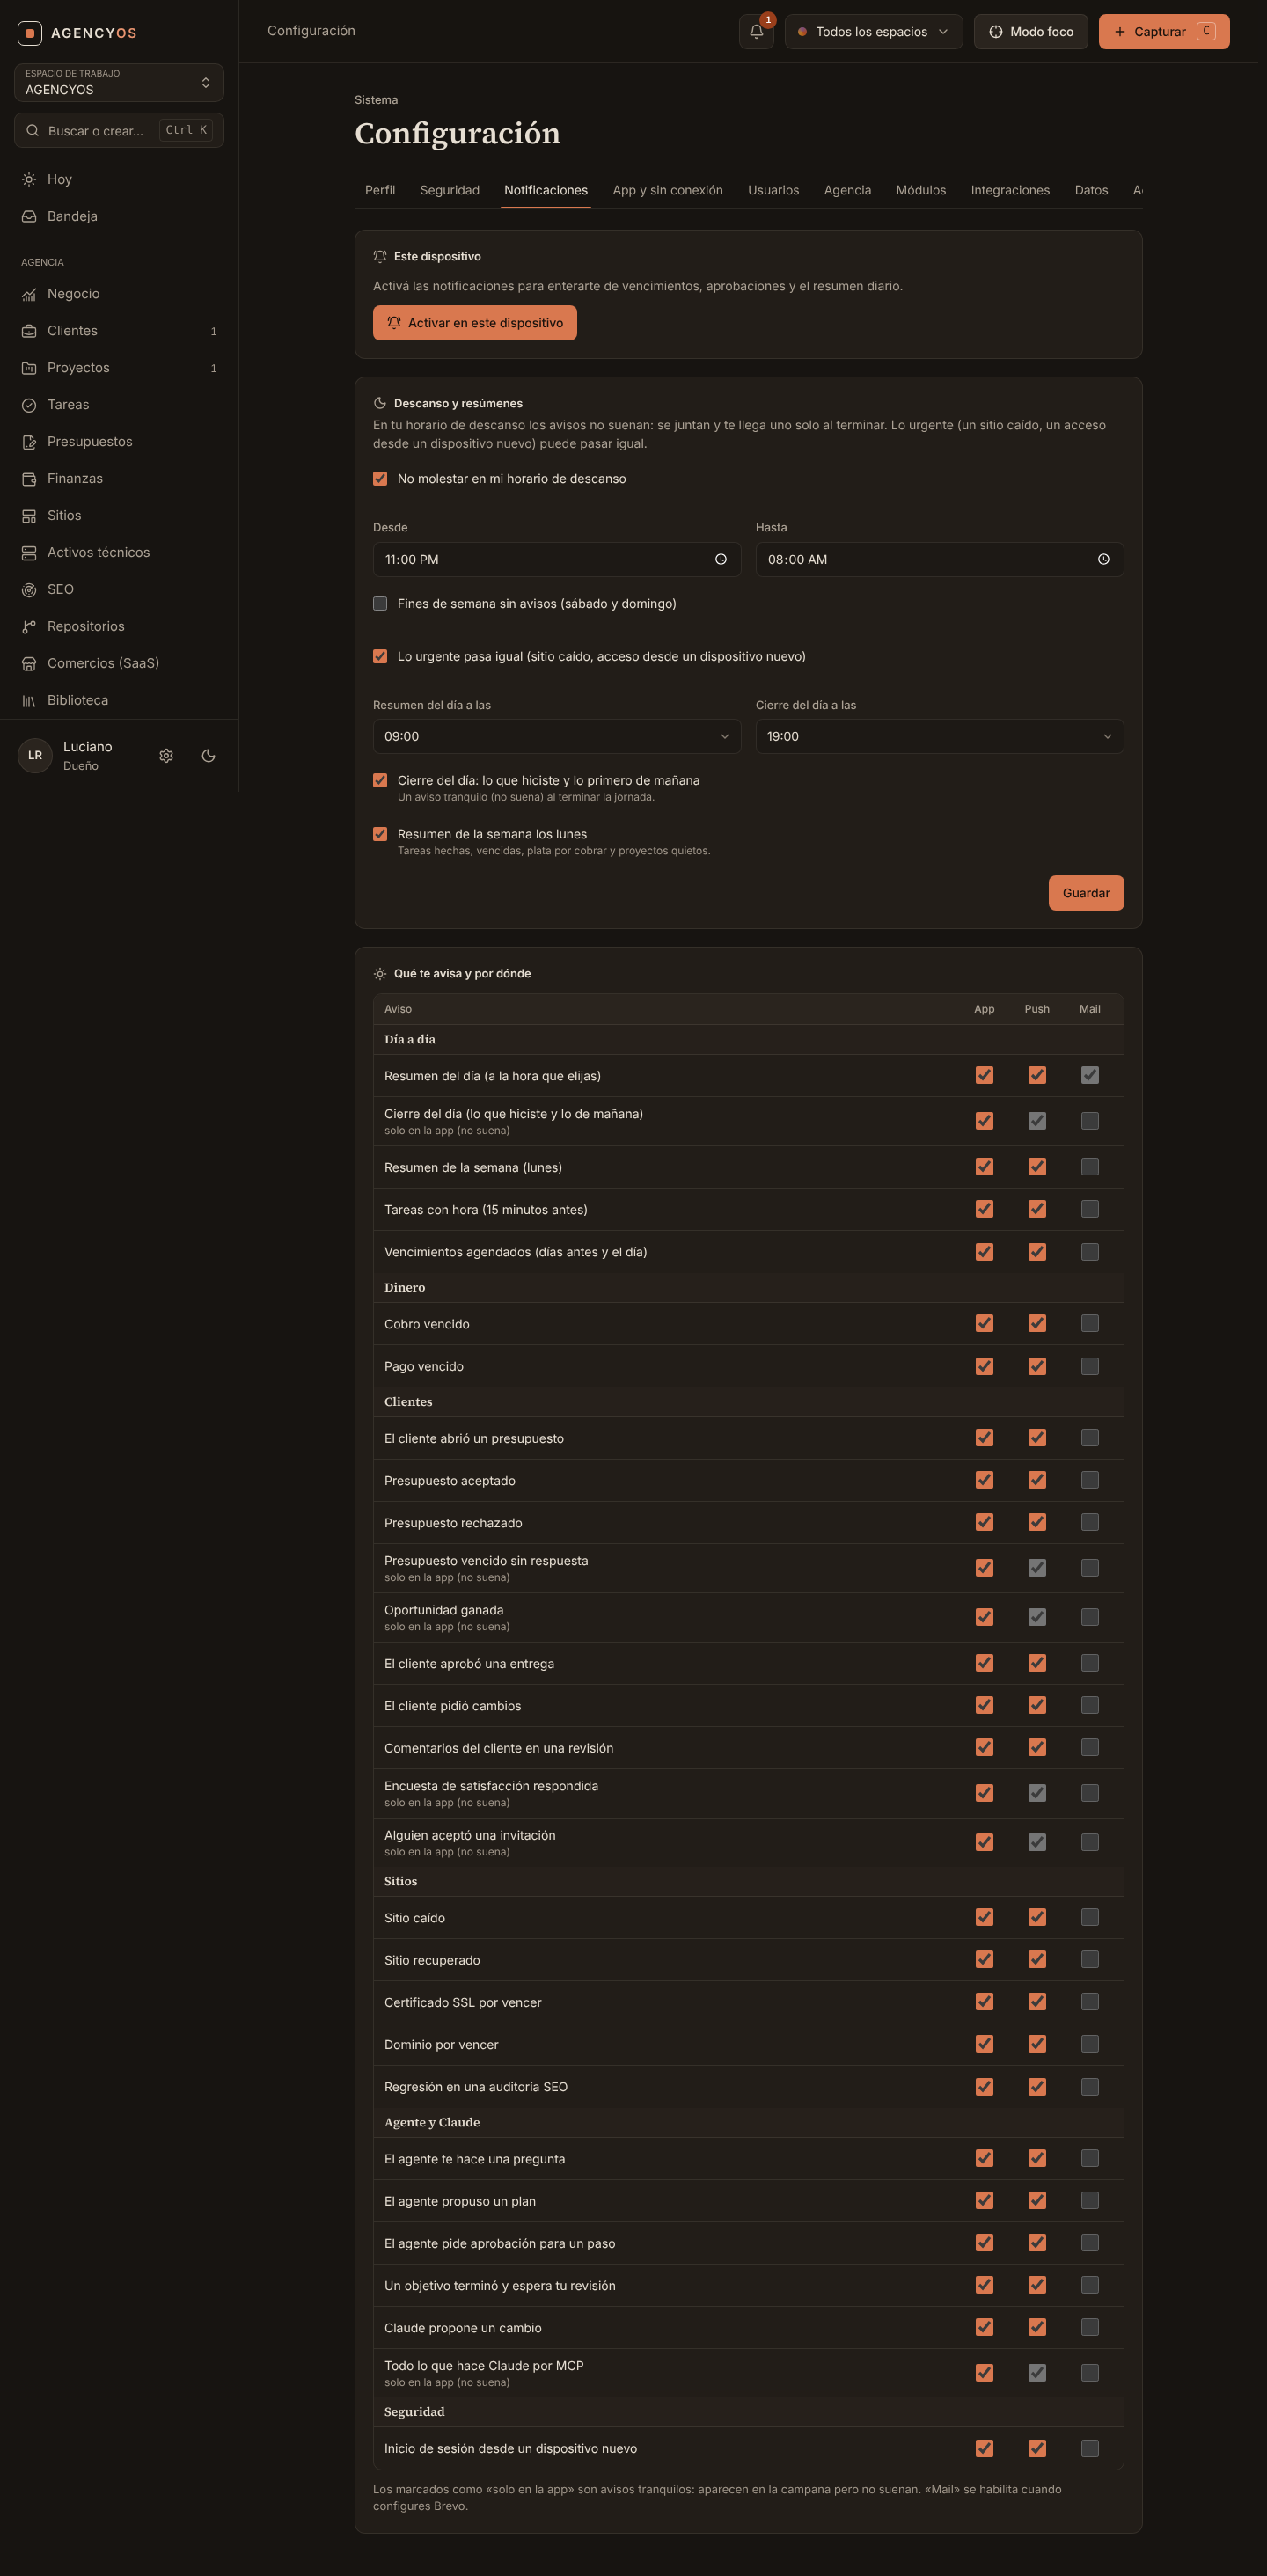 AGENCYOS
ESPACIO DE TRABAJO
AGENCYOS
Buscar o crear... Ctrl K
Hoy
Bandeja
AGENCIA
Negocio
Clientes 1
Proyectos 1
Tareas
Presupuestos
Finanzas
Sitios
Activos técnicos
SEO
Repositorios
Comercios (SaaS)
Biblioteca
LR
Luciano
Dueño
Configuración
1
Todos los espacios
Modo foco
Capturar C
Sistema
Configuración
Perfil Seguridad Notificaciones App y sin conexión Usuarios Agencia Módulos Integraciones Datos
Este dispositivo
Activá las notificaciones para enterarte de vencimientos, aprobaciones y el resumen diario.
Activar en este dispositivo
Descanso y resúmenes
En tu horario de descanso los avisos no suenan: se juntan y te llega uno solo al terminar. Lo urgente (un sitio caído, un acceso
desde un dispositivo nuevo) puede pasar igual.
No molestar en mi horario de descanso
Desde Hasta
11:00 PM 08:00 AM
Fines de semana sin avisos (sábado y domingo)
Lo urgente pasa igual (sitio caído, acceso desde un dispositivo nuevo)
Resumen del día a las Cierre del día a las
09:00 19:00
Cierre del día: lo que hiciste y lo primero de mañana
Un aviso tranquilo (no suena) al terminar la jornada.
Resumen de la semana los lunes
Tareas hechas, vencidas, plata por cobrar y proyectos quietos.
Guardar
Qué te avisa y por dónde
Aviso App Push Mail
Día a día
Resumen del día (a la hora que elijas)
Cierre del día (lo que hiciste y lo de mañana)
solo en la app (no suena)
Resumen de la semana (lunes)
Tareas con hora (15 minutos antes)
Vencimientos agendados (días antes y el día)
Dinero
Cobro vencido
Pago vencido
Clientes
El cliente abrió un presupuesto
Presupuesto aceptado
Presupuesto rechazado
Presupuesto vencido sin respuesta
solo en la app (no suena)
Oportunidad ganada
solo en la app (no suena)
El cliente aprobó una entrega
El cliente pidió cambios
Comentarios del cliente en una revisión
Encuesta de satisfacción respondida
solo en la app (no suena)
Alguien aceptó una invitación
solo en la app (no suena)
Sitios
Sitio caído
Sitio recuperado
Certificado SSL por vencer
Dominio por vencer
Regresión en una auditoría SEO
Agente y Claude
El agente te hace una pregunta
El agente propuso un plan
El agente pide aprobación para un paso
Un objetivo terminó y espera tu revisión
Claude propone un cambio
Todo lo que hace Claude por MCP
solo en la app (no suena)
Seguridad
Inicio de sesión desde un dispositivo nuevo
Los marcados como «solo en la app» son avisos tranquilos: aparecen en la campana pero no suenan. «Mail» se habilita cuando
configures Brevo.